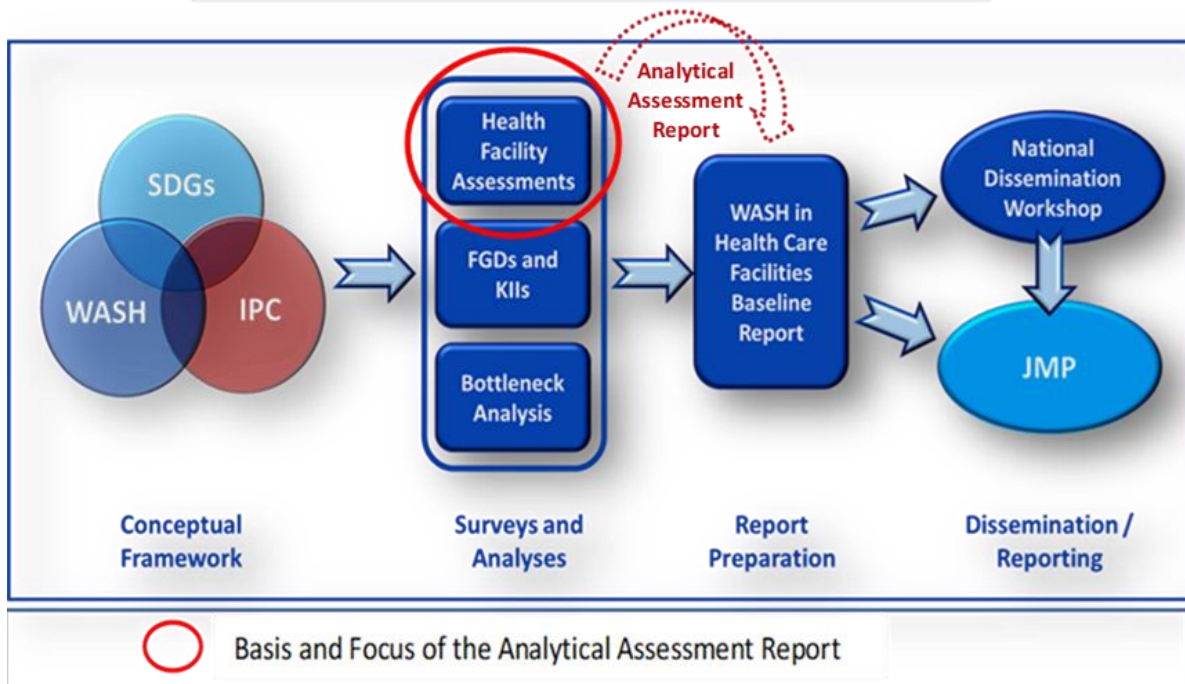 Analytical
Assessment
Report
SDGs
WASH
IPC
Health
Facility
Assessments
FGDs and
KIIs
Bottleneck
Analysis
WASH in
Health Care
Facilities
Baseline
Report
National
Dissemination
Workshop
JMP
Conceptual
Framework
Surveys and
Analyses
Report
Preparation
Dissemination /
Reporting
Basis and Focus of the Analytical Assessment Report